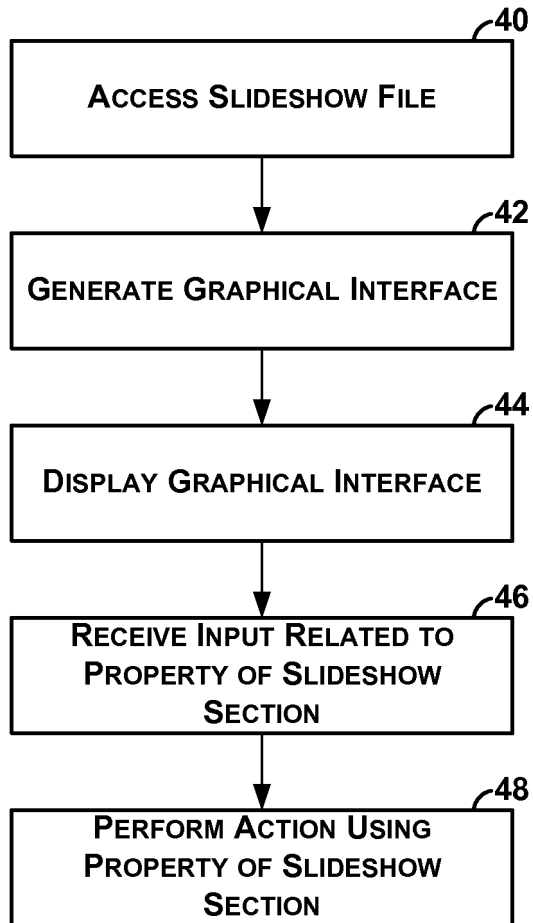 40
ACCESS SLIDESHOW FILE
42
GENERATE GRAPHICAL INTERFACE
44
DISPLAY GRAPHICAL INTERFACE
46
RECEIVE INPUT RELATED TO
PROPERTY OF SLIDESHOW
SECTION
48
PERFORM ACTION USING
PROPERTY OF SLIDESHOW
SECTION